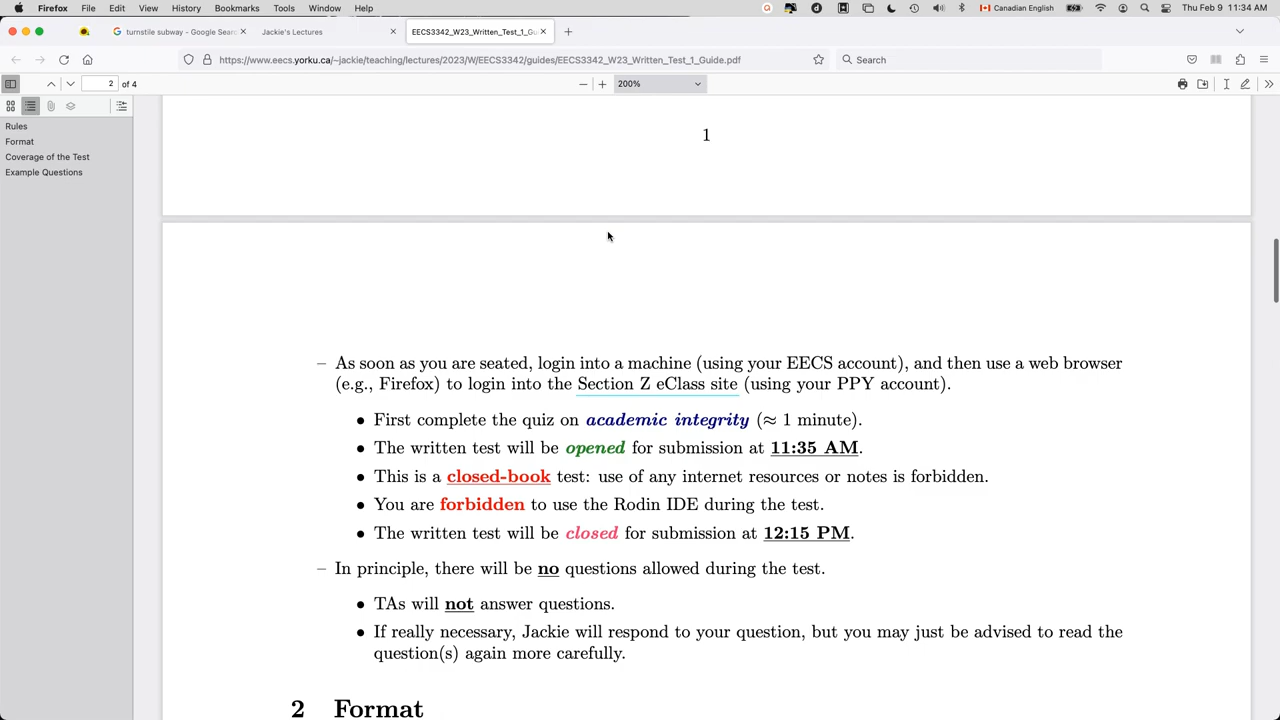 Firefox File Edit View History Bookmarks Tools Window Help Canadian English Thu Feb 9 11:34 AM
turnstile subway - Google Sear
Jackie's Lectures
EECS3342_W23_Written_Test_1_Gu
https://www.eecs.yorku.ca/~jackie/teaching/lectures/2023/W/EECS3342/guides/EECS3342_W23_Written_Test_1_Guide.pdf
Search
2 of 4
200%
Rules
Format
Coverage of the Test
Example Questions
1
– As soon as you are seated, login into a machine (using your EECS account), and then use a web browser
(e.g., Firefox) to login into the Section Z eClass site (using your PPY account).
• First complete the quiz on academic integrity (≈ 1 minute).
• The written test will be opened for submission at 11:35 AM.
• This is a closed-book test: use of any internet resources or notes is forbidden.
• You are forbidden to use the Rodin IDE during the test.
• The written test will be closed for submission at 12:15 PM.
– In principle, there will be no questions allowed during the test.
• TAs will not answer questions.
• If really necessary, Jackie will respond to your question, but you may just be advised to read the
question(s) again more carefully.
2 Format